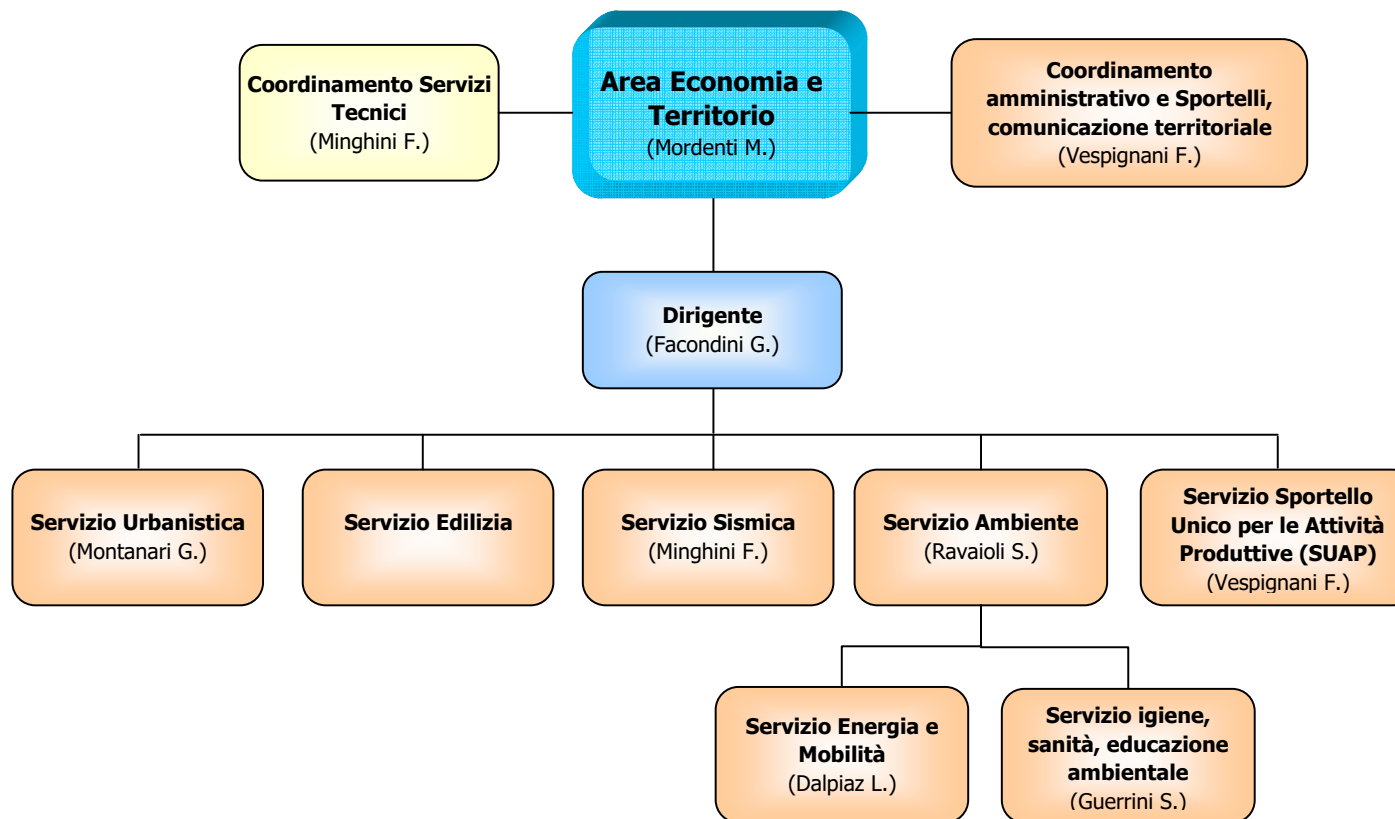 Coordinamento Servizi
Tecnici
(Minghini F.)
Area Economia e
Territorio
(Mordenti M.)
Coordinamento
amministrativo e Sportelli,
comunicazione territoriale
(Vespignani F.)
Dirigente
(Facondini G.)
Servizio Urbanistica
(Montanari G.)
Servizio Edilizia
Servizio Sismica
(Minghini F.)
Servizio Ambiente
(Ravaioli S.)
Servizio Sportello
Unico per le Attività
Produttive (SUAP)
(Vespignani F.)
Servizio Energia e
Mobilità
(Dalpiaz L.)
Servizio igiene,
sanità, educazione
ambientale
(Guerrini S.)